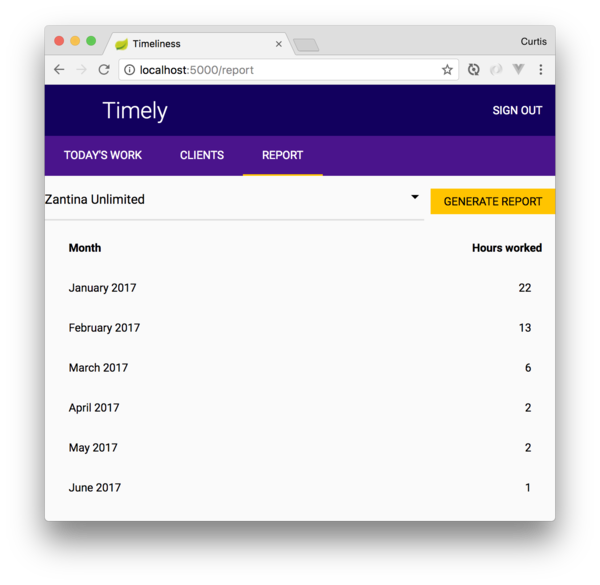 Timeliness
Curtis
localhost:5000/report
Timely
SIGN OUT
TODAY'S WORK CLIENTS REPORT
Zantina Unlimited
GENERATE REPORT
Month Hours worked
January 2017 22
February 2017 13
March 2017 6
April 2017 2
May 2017 2
June 2017 1